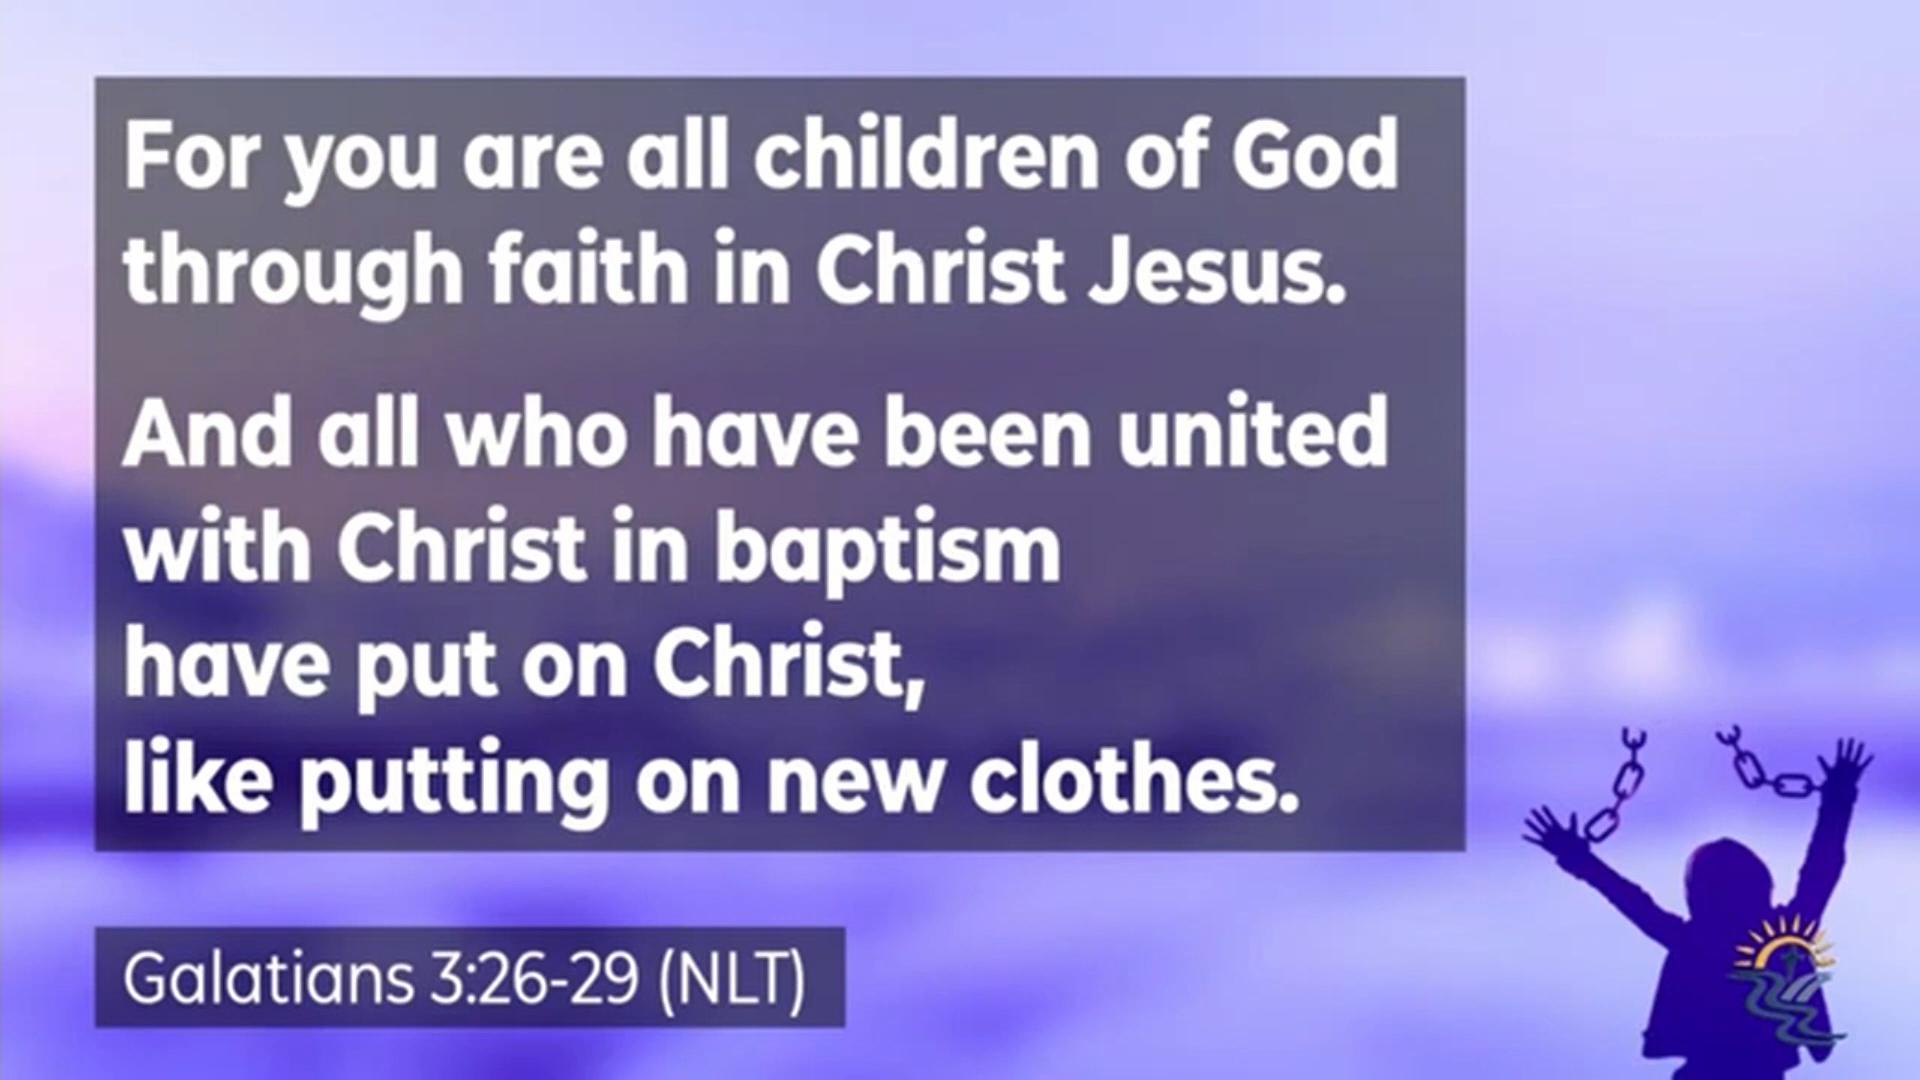 For you are all children of God
through faith in Christ Jesus.
And all who have been united
with Christ in baptism
have put on Christ,
like putting on new clothes.
Galatians 3:26-29 (NLT)